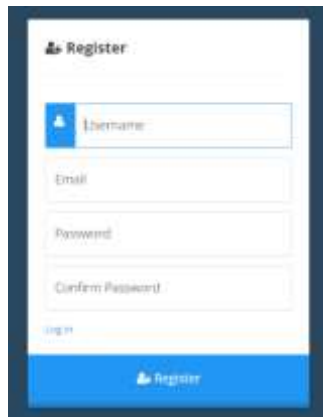 Register
Username
Email
Password
Confirm Password
Log in
Register